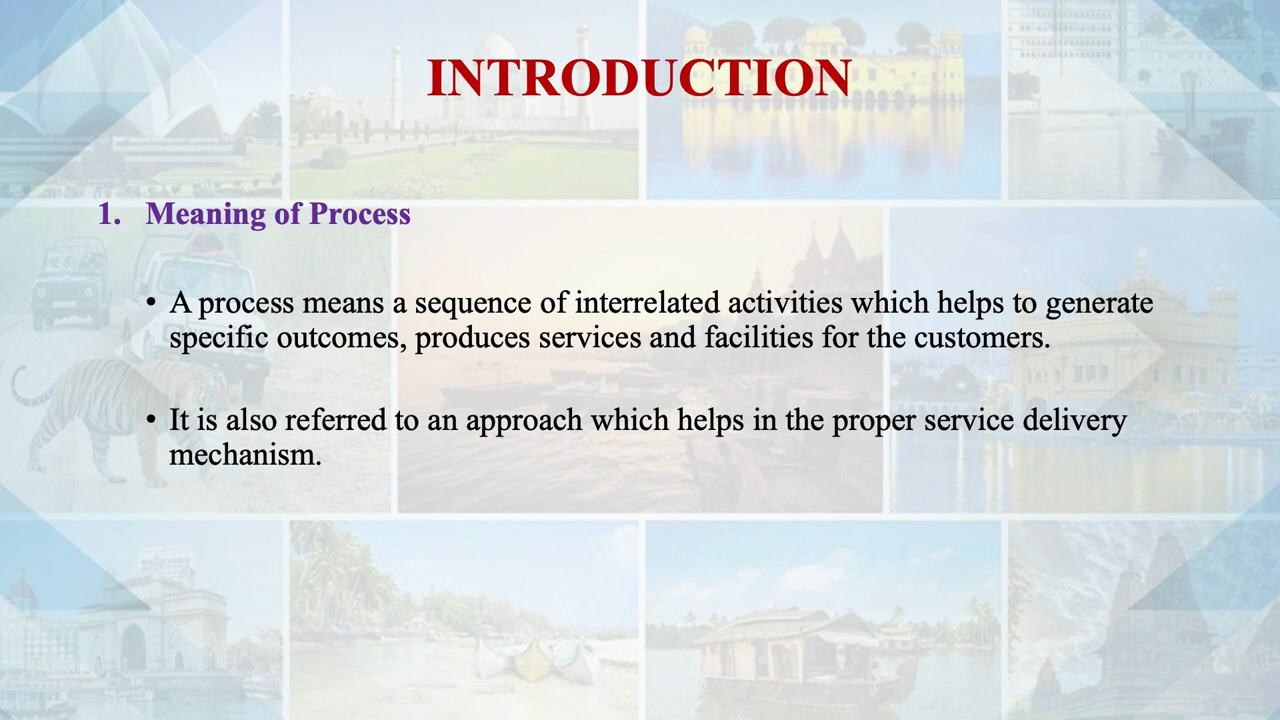 INTRODUCTION
1. Meaning of Process
• A process means a sequence of interrelated activities which helps to generate
specific outcomes, produces services and facilities for the customers.
• It is also referred to an approach which helps in the proper service delivery
mechanism.